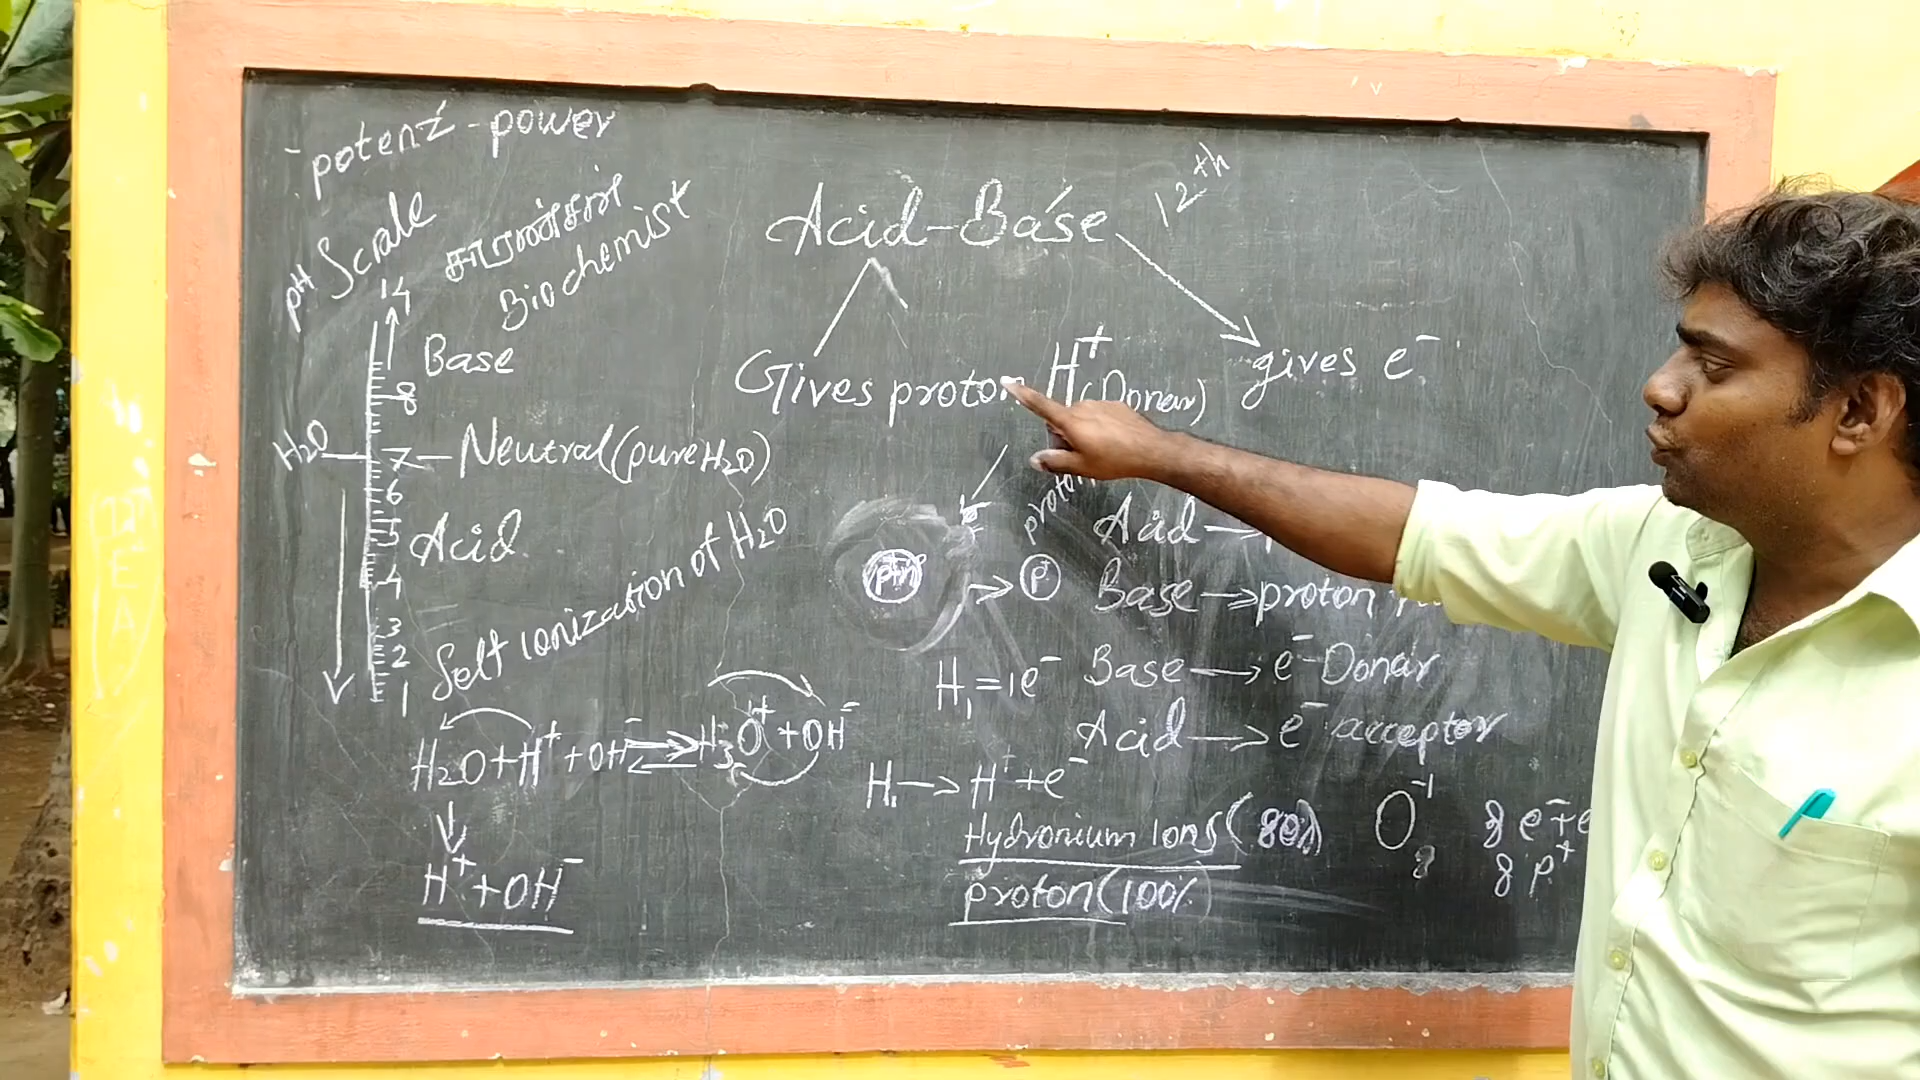 potenz - power
pH Scale
சாரன்சன்
Biochemist
14
Base
8
H2O
7 - Neutral (pure H2O)
6
5
Acid
4
3
2
1
Self ionization of H2O
H2O + H⁺ + OH⁻ ⇌ H3O⁺ + OH⁻
↓
H⁺ + OH⁻
Acid-Base
12th
Gives proton H⁺ (Donar)
gives e⁻
p+n
→ p⁺
proton
Acid →
Base → proton
Base → e⁻ Donar
Acid → e⁻ acceptor
H₁ = 1e⁻
H₁ → H⁺ + e⁻
Hydronium Ions (80%)
proton (100%
O⁻¹
8
8 e⁻ + e
8 p⁺